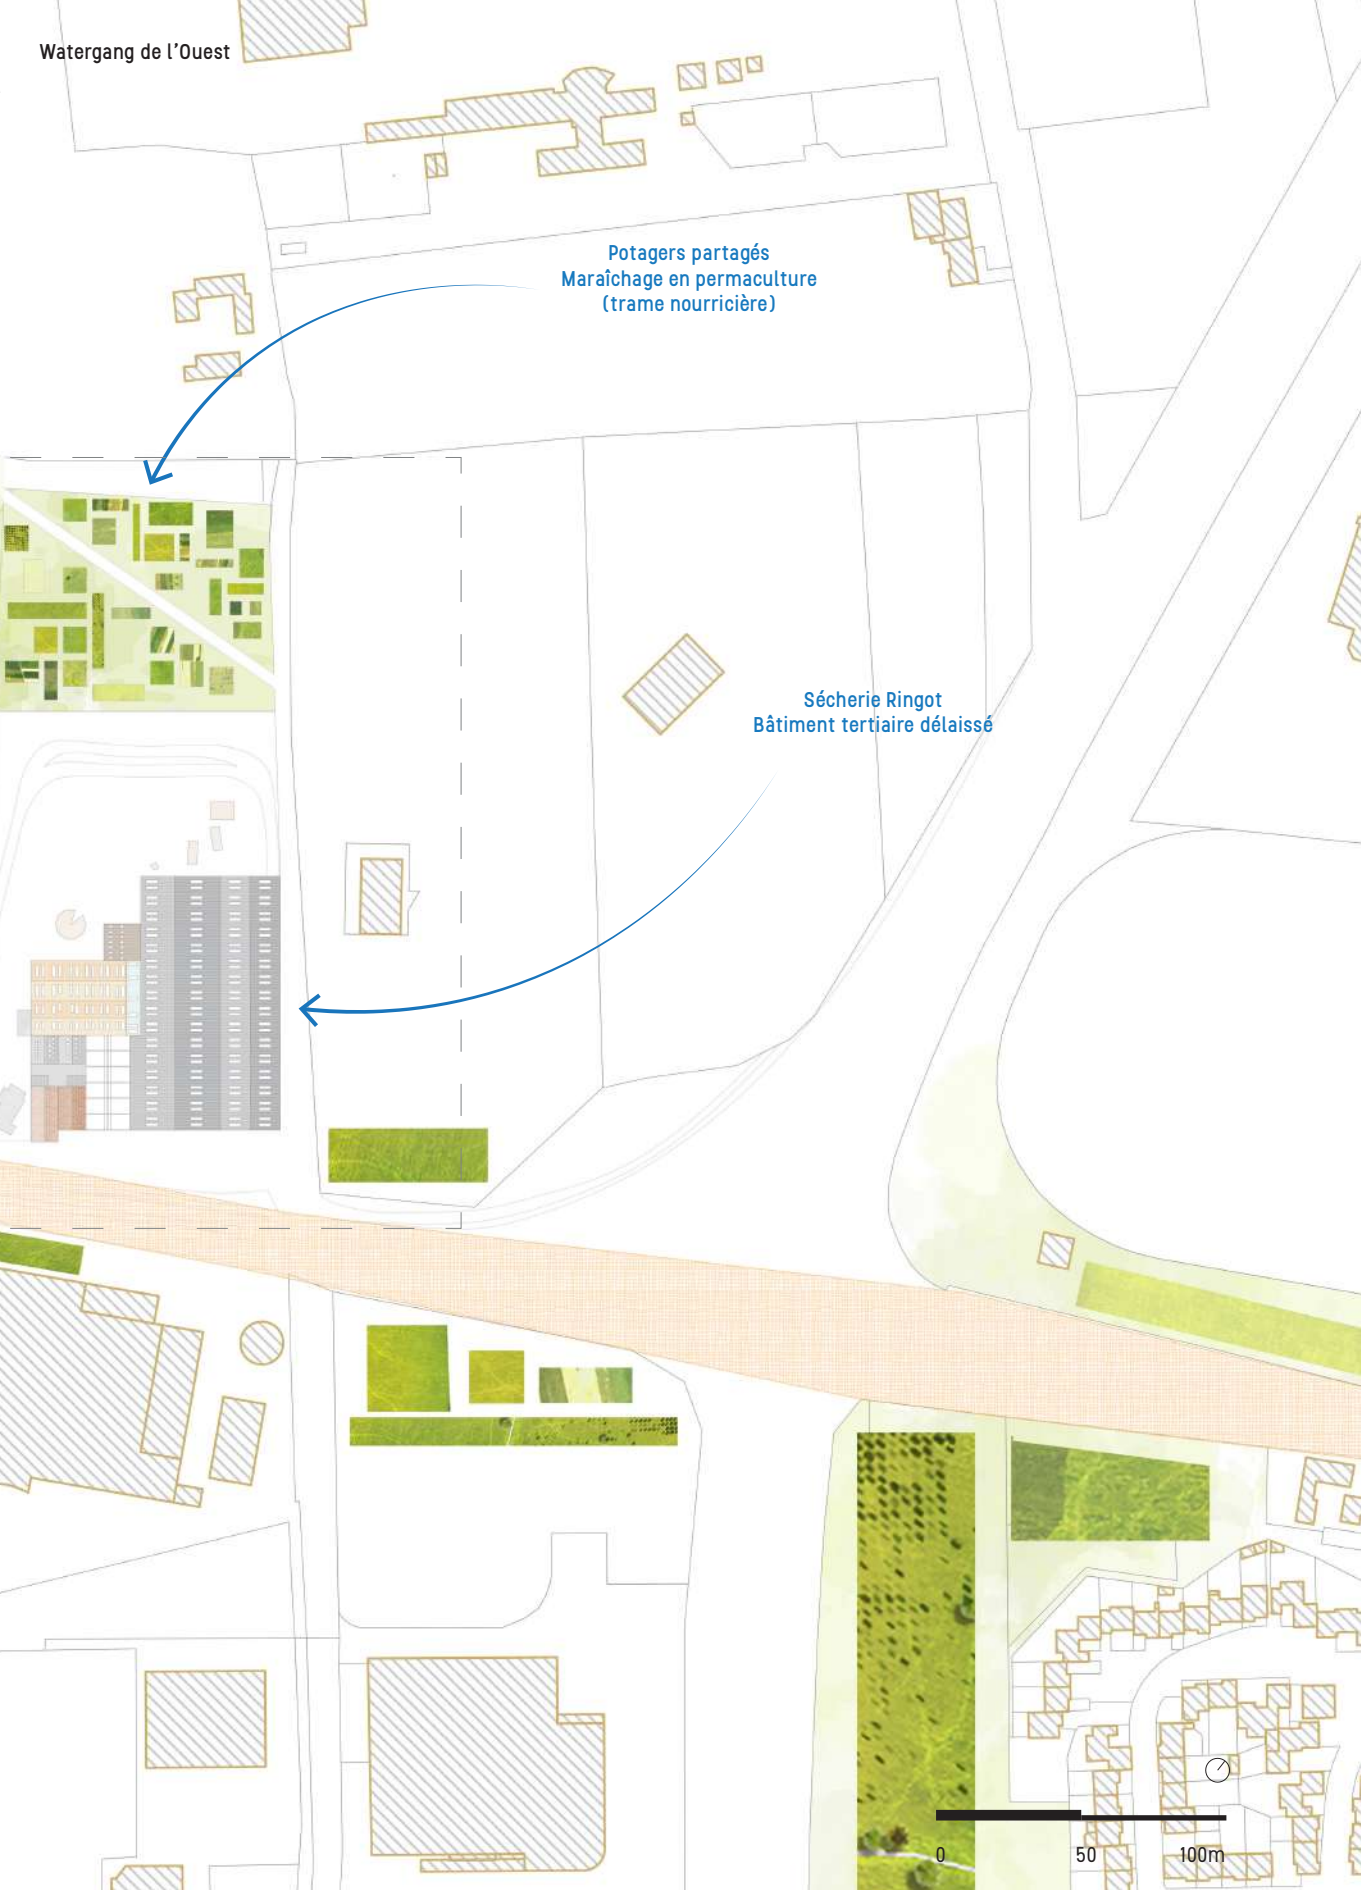 Watergang de l'Ouest
Potagers partagés
Maraîchage en permaculture
(trame nourricière)
Sécherie Ringot
Bâtiment tertiaire délaissé
0 50 100m